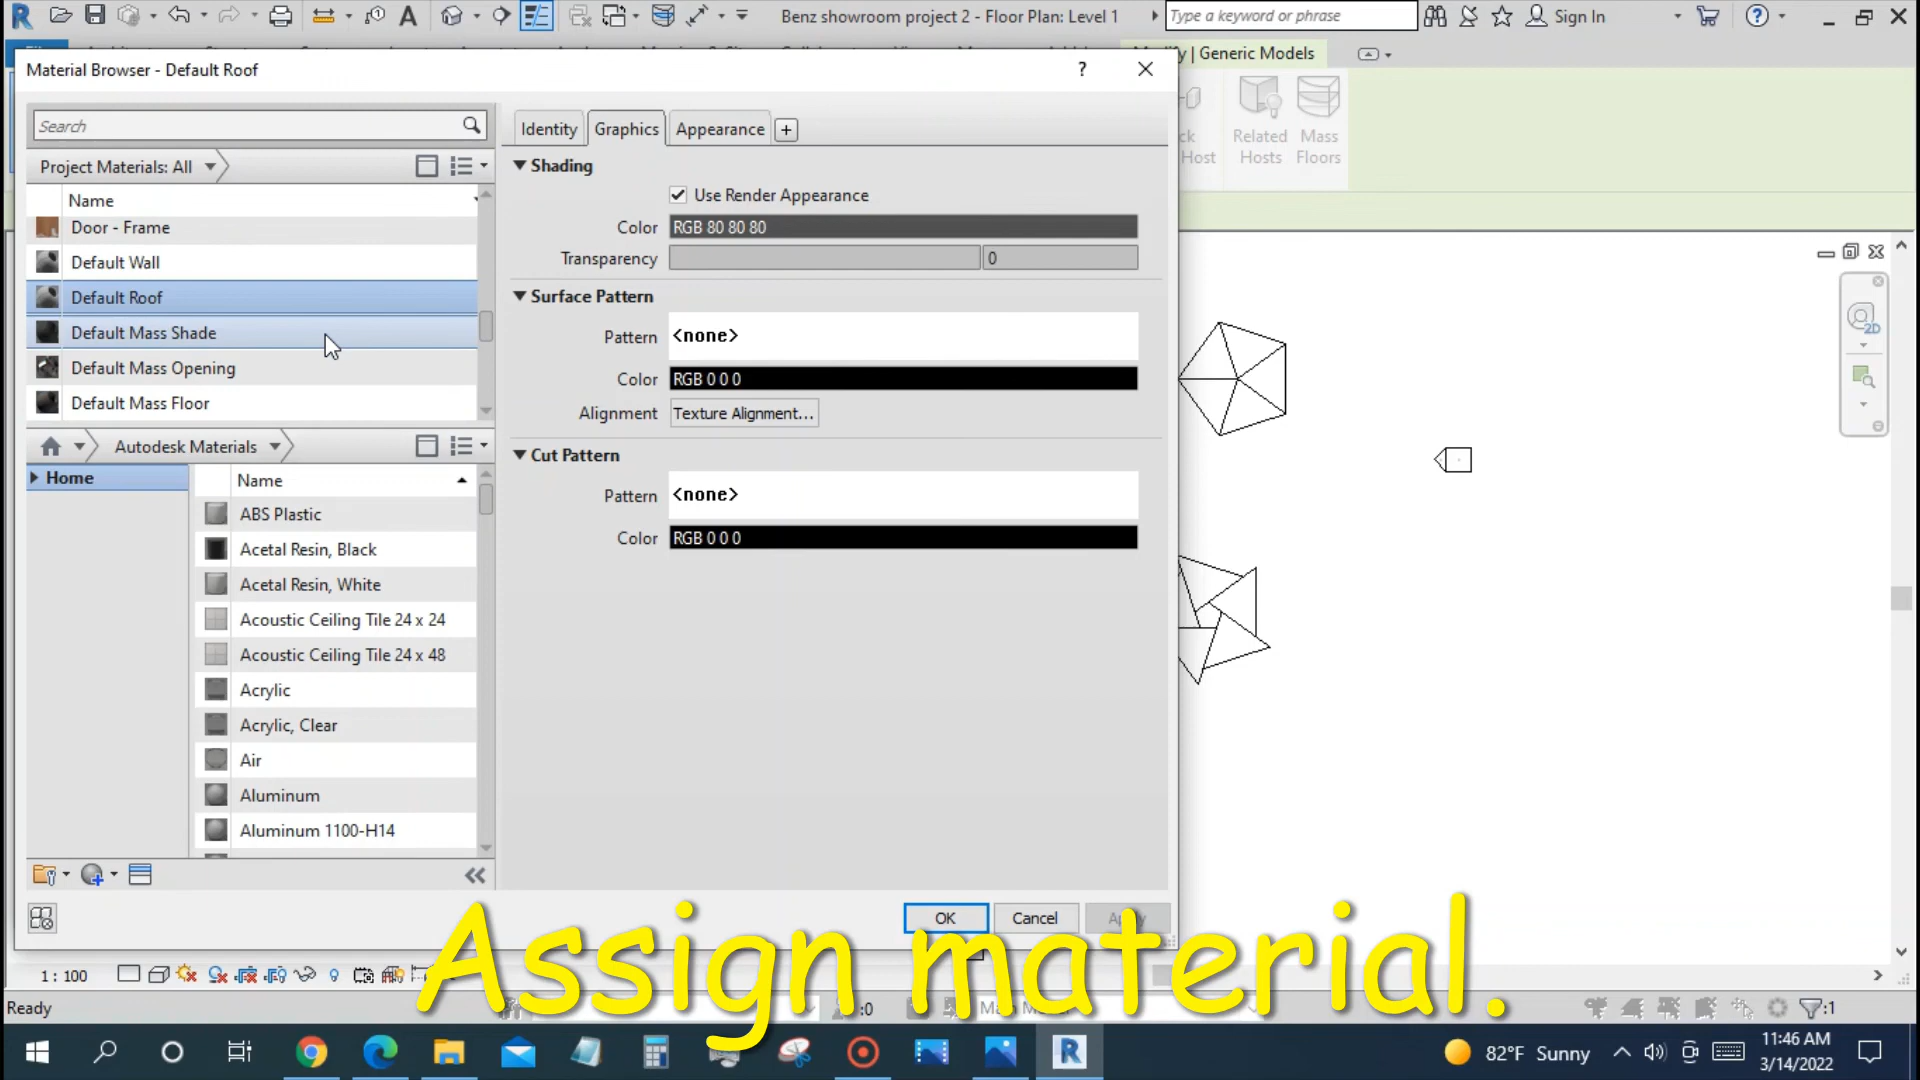 Benz showroom project 2 - Floor Plan: Level 1
Type a keyword or phrase
Sign In
Modify | Generic Models
Material Browser - Default Roof
?
Search
Identity
Graphics
Appearance
Related
Mass
Host
Hosts
Floors
Project Materials: All
Name
Door - Frame
Default Wall
Default Roof
Default Mass Shade
Default Mass Opening
Default Mass Floor
Shading
Use Render Appearance
Color
RGB 80 80 80
Transparency
0
Surface Pattern
Pattern
<none>
Color
RGB 0 0 0
Alignment
Texture Alignment...
Cut Pattern
Pattern
<none>
Color
RGB 0 0 0
2D
Autodesk Materials
Home
Name
ABS Plastic
Acetal Resin, Black
Acetal Resin, White
Acoustic Ceiling Tile 24 x 24
Acoustic Ceiling Tile 24 x 48
Acrylic
Acrylic, Clear
Air
Aluminum
Aluminum 1100-H14
OK
Cancel
Assign material.
1 : 100
Ready
:0
:1
82°F Sunny
11:46 AM
3/14/2022